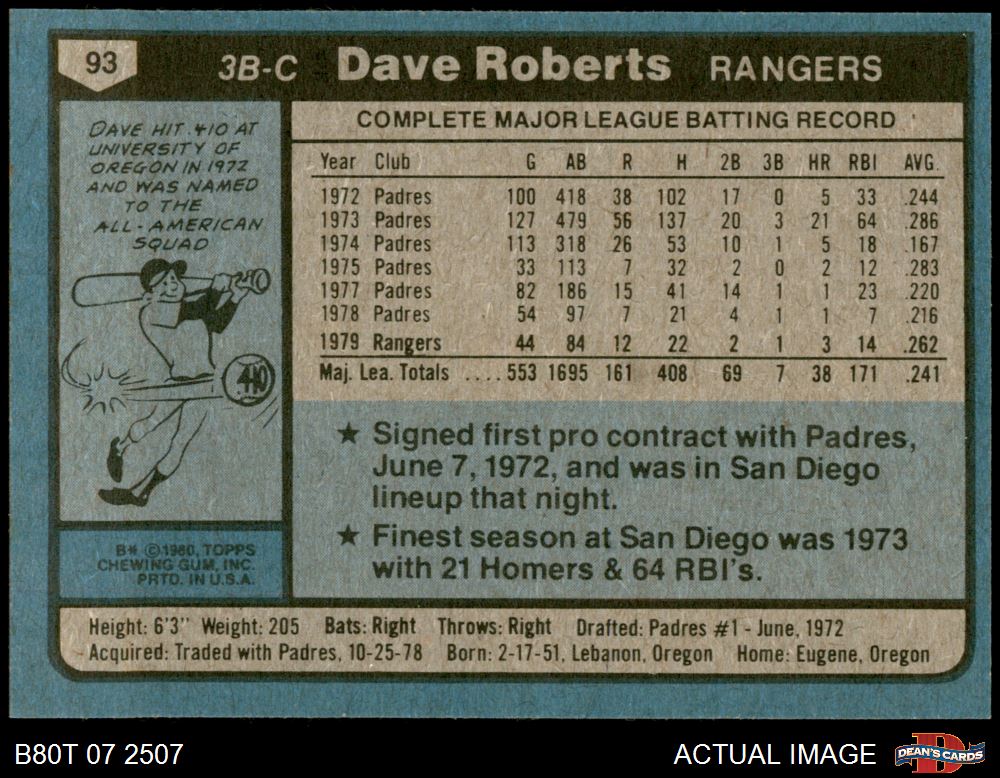 93
3B-C Dave Roberts RANGERS
DAVE HIT .410 AT
UNIVERSITY OF
OREGON IN 1972
AND WAS NAMED
TO THE
ALL-AMERICAN
SQUAD
.410
B* ©1980, TOPPS
CHEWING GUM, INC.
PRTD. IN U.S.A.
COMPLETE MAJOR LEAGUE BATTING RECORD
Year Club G AB R H 2B 3B HR RBI AVG.
1972 Padres 100 418 38 102 17 0 5 33 .244
1973 Padres 127 479 56 137 20 3 21 64 .286
1974 Padres 113 318 26 53 10 1 5 18 .167
1975 Padres 33 113 7 32 2 0 2 12 .283
1977 Padres 82 186 15 41 14 1 1 23 .220
1978 Padres 54 97 7 21 4 1 1 7 .216
1979 Rangers 44 84 12 22 2 1 3 14 .262
Maj. Lea. Totals ....553 1695 161 408 69 7 38 171 .241
★ Signed first pro contract with Padres,
June 7, 1972, and was in San Diego
lineup that night.
★ Finest season at San Diego was 1973
with 21 Homers & 64 RBI's.
Height: 6'3" Weight: 205 Bats: Right Throws: Right Drafted: Padres #1 - June, 1972
Acquired: Traded with Padres, 10-25-78 Born: 2-17-51, Lebanon, Oregon Home: Eugene, Oregon
B80T 07 2507
ACTUAL IMAGE
DEAN'S CARDS